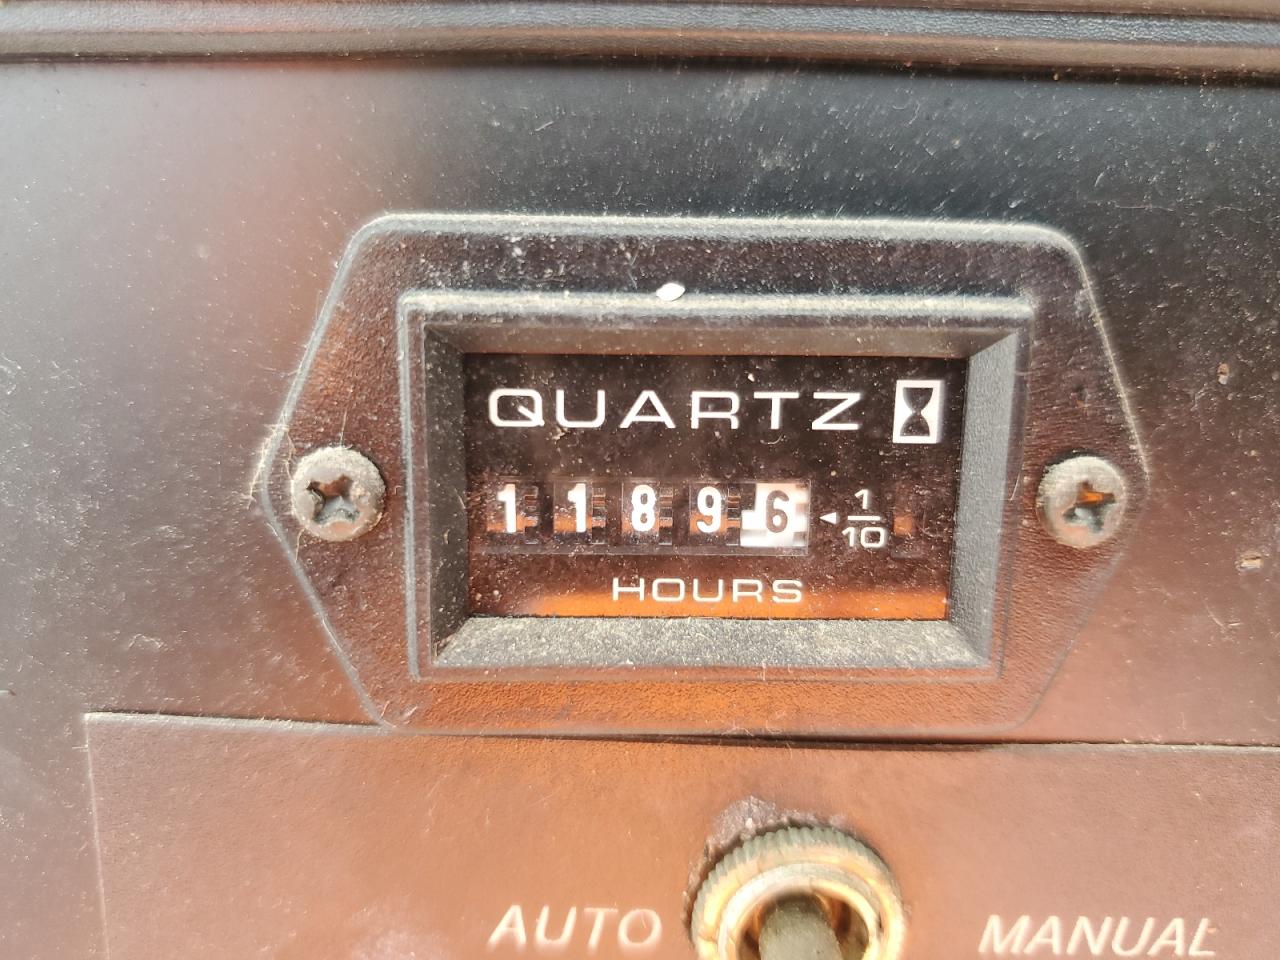 QUARTZ
11896 1/10
HOURS
AUTO MANUAL